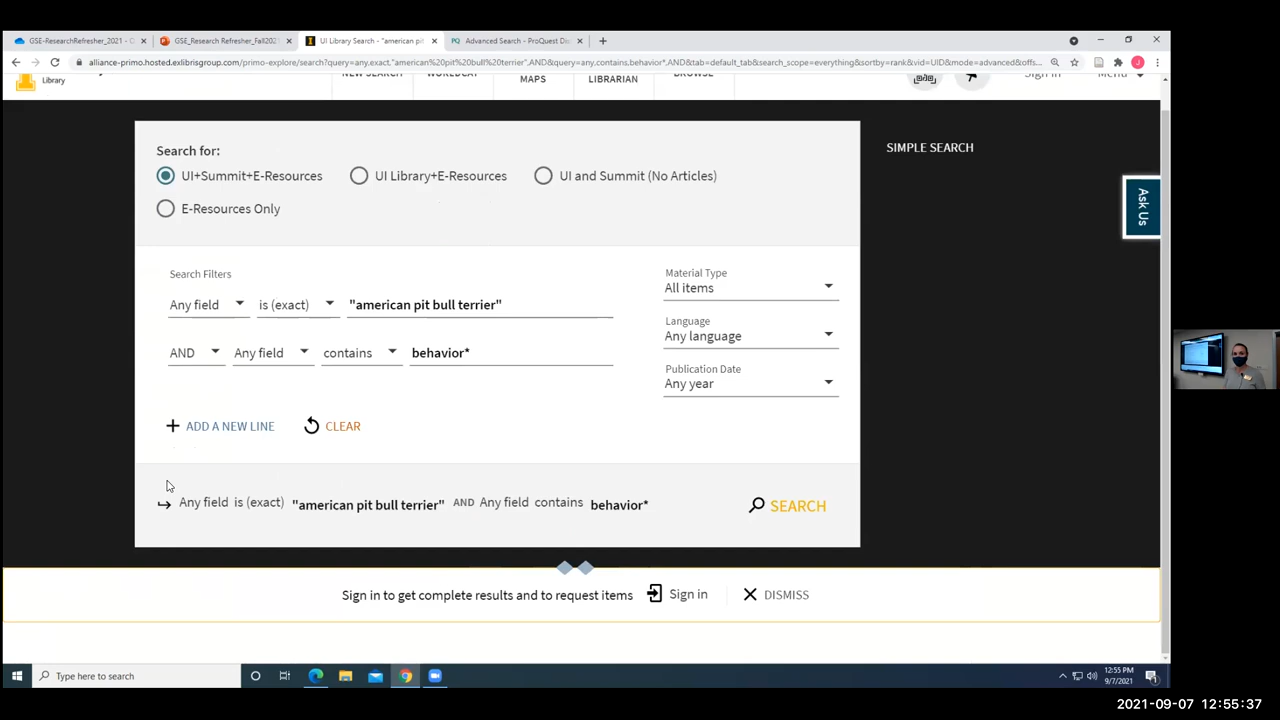 GSE-ResearchRefresher_2021 - O
GSE_Research Refresher_Fall2021
UI Library Search - "american pit
Advanced Search - ProQuest Dis
alliance-primo.hosted.exlibrisgroup.com/primo-explore/search?query=any,exact,"american%20pit%20bull%20terrier",AND&query=any,contains,behavior*,AND&tab=default_tab&search_scope=everything&sortby=rank&vid=UID&mode=advanced&offs...
Library
NEW SEARCH
WORLDCAT
MAPS
LIBRARIAN
BROWSE
Sign in
Menu
Search for:
SIMPLE SEARCH
UI+Summit+E-Resources
UI Library+E-Resources
UI and Summit (No Articles)
E-Resources Only
Ask Us
Search Filters
Any field is (exact) "american pit bull terrier"
AND Any field contains behavior*
Material Type
All items
Language
Any language
Publication Date
Any year
+ ADD A NEW LINE
CLEAR
Any field is (exact) "american pit bull terrier" AND Any field contains behavior*
SEARCH
Sign in to get complete results and to request items
Sign in
DISMISS
Type here to search
12:55 PM
9/7/2021
2021-09-07 12:55:37